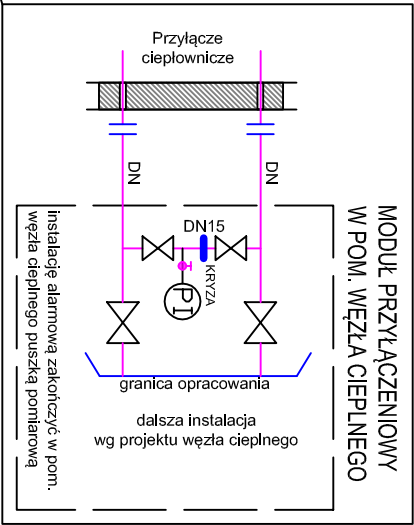 Przyłącze
ciepłownicze
DN
DN
DN15
KRYZA
PI
granica opracowania
dalsza instalacja
wg projektu węzła cieplnego
MODUŁ PRZYŁĄCZENIOWY
W POM. WĘZŁA CIEPLNEGO
instalację alarmową zakończyć w pom.
węzła cieplnego puszką pomiarową